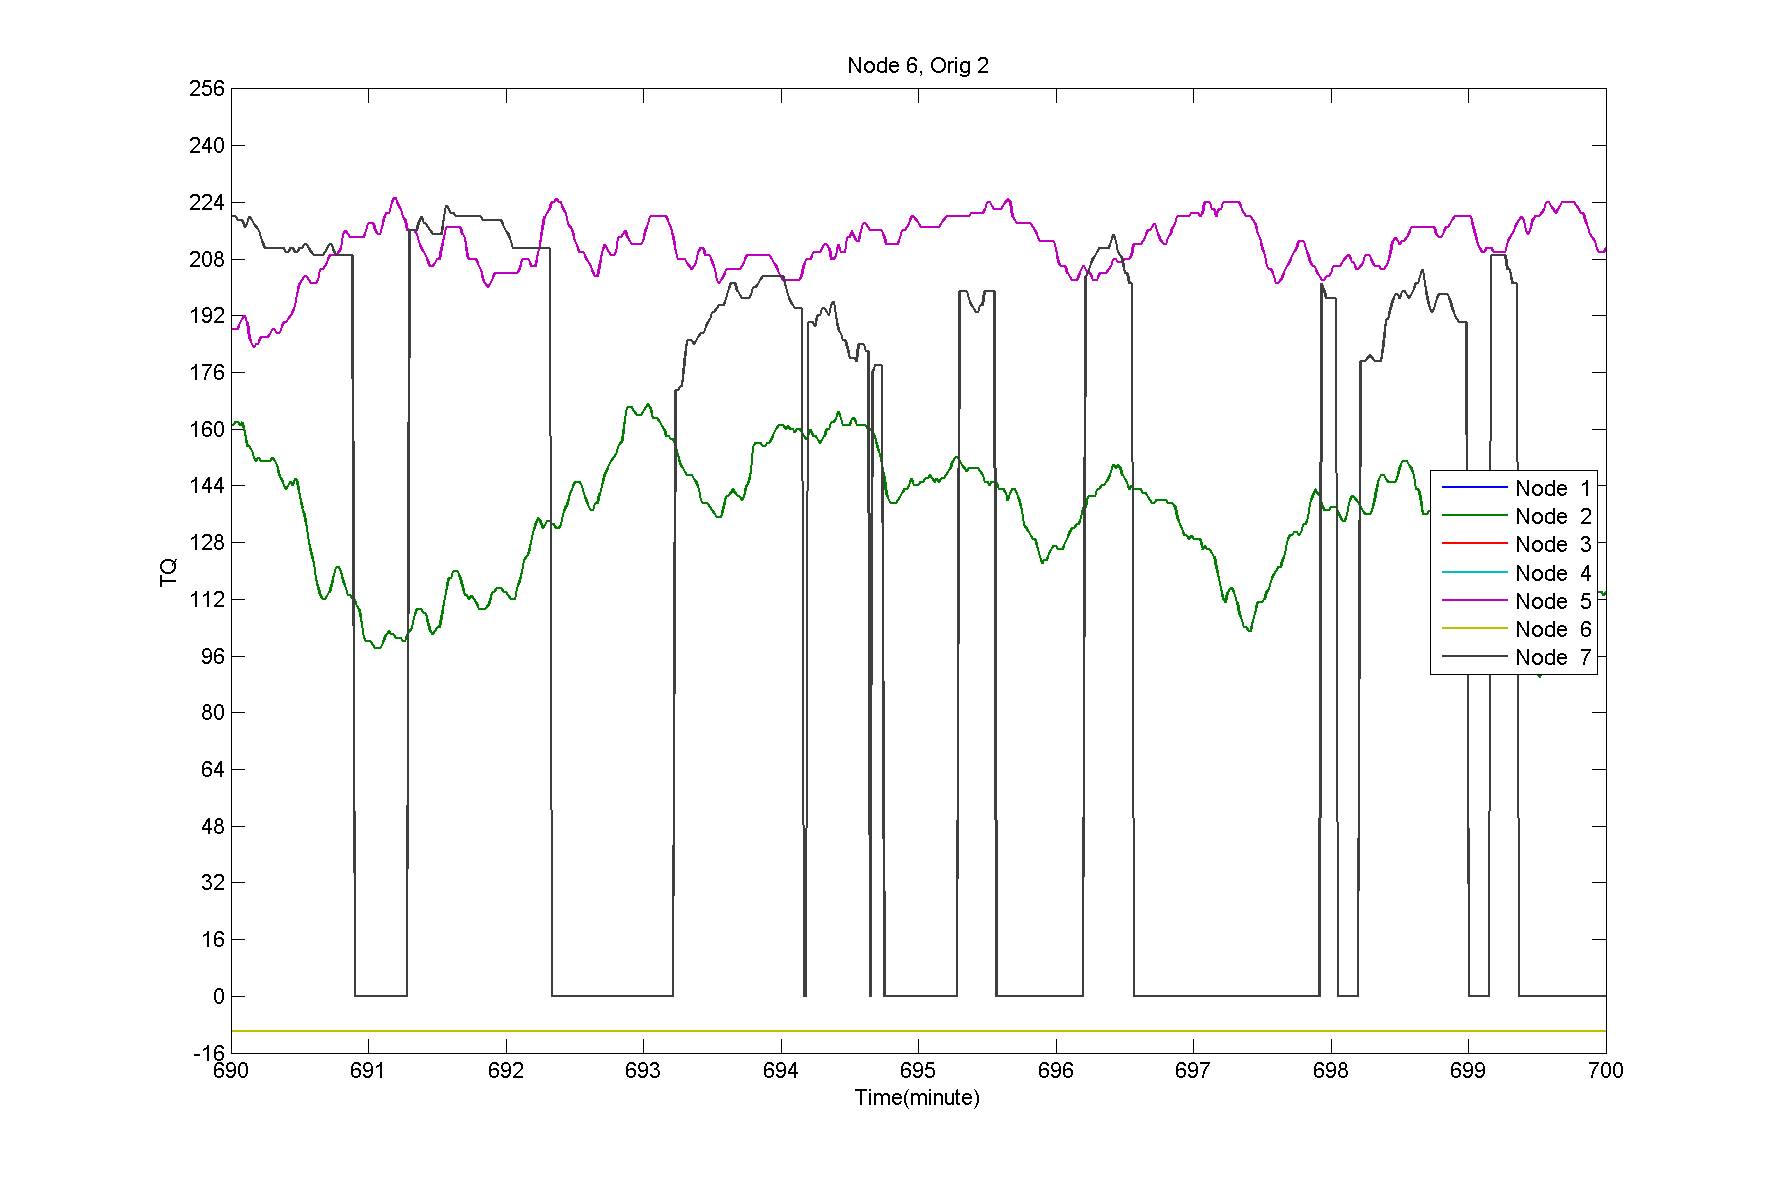 Node 6, Orig 2
256
240
224
208
192
176
160
144
128
112
96
80
64
48
32
16
0
-16
TQ
Node 1
Node 2
Node 3
Node 4
Node 5
Node 6
Node 7
690 691 692 693 694 695 696 697 698 699 700
Time(minute)